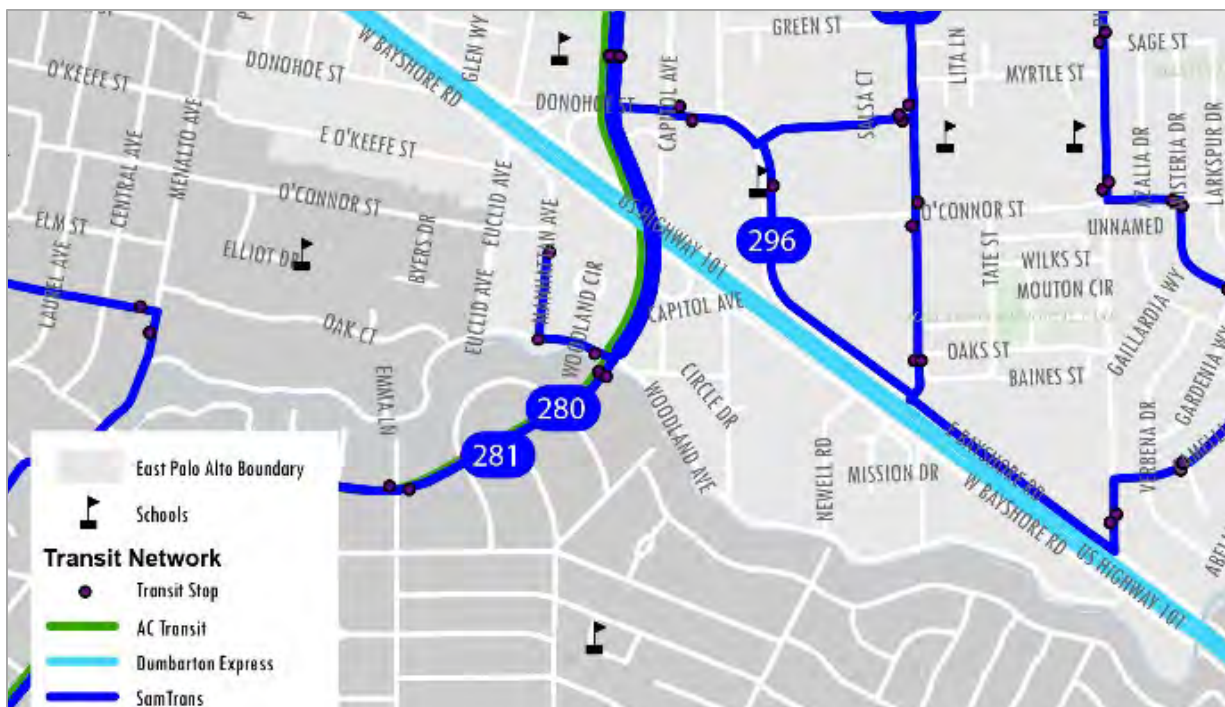 GREEN ST
SAGE ST
W BAYSHORE RD
GLEN WY
DONOHOE ST
O'KEEFE ST
CAPITOL AVE
LITA LN
MYRTLE ST
DONOHOE ST
SALSA CT
CENTRAL AVE
MENALTO AVE
E O'KEEFE ST
AZALIA DR
WISTERIA DR
LARKSPUR DR
O'CONNOR ST
EUCLID AVE
US HIGHWAY 101
O'CONNOR ST
ELM ST
UNNAMED
BYERS DR
MANHATTAN AVE
296
ELLIOT DR
TATE ST
WILKS ST
LAUREL AVE
WOODLAND CIR
MOUTON CIR
EUCLID AVE
CAPITOL AVE
GAILLARDIA WY
OAK CT
OAKS ST
GARDENIA WY
BAINES ST
EMMA LN
CIRCLE DR
WOODLAND AVE
280
VERBENA DR
281
NEWELL RD
E BAYSHORE RD
MISSION DR
W BAYSHORE RD
US HIGHWAY 101
East Palo Alto Boundary
Schools
Transit Network
Transit Stop
AC Transit
Dumbarton Express
SamTrans